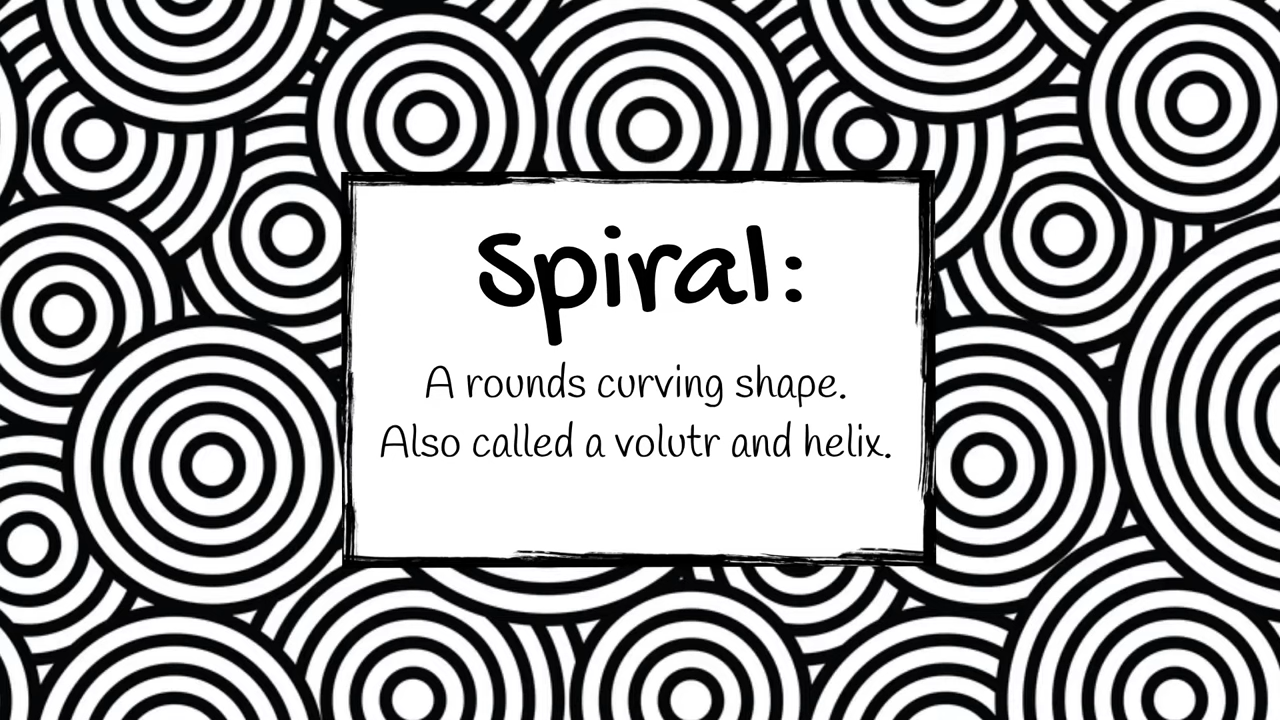 Spiral:
A rounds curving shape.
Also called a volutr and helix.